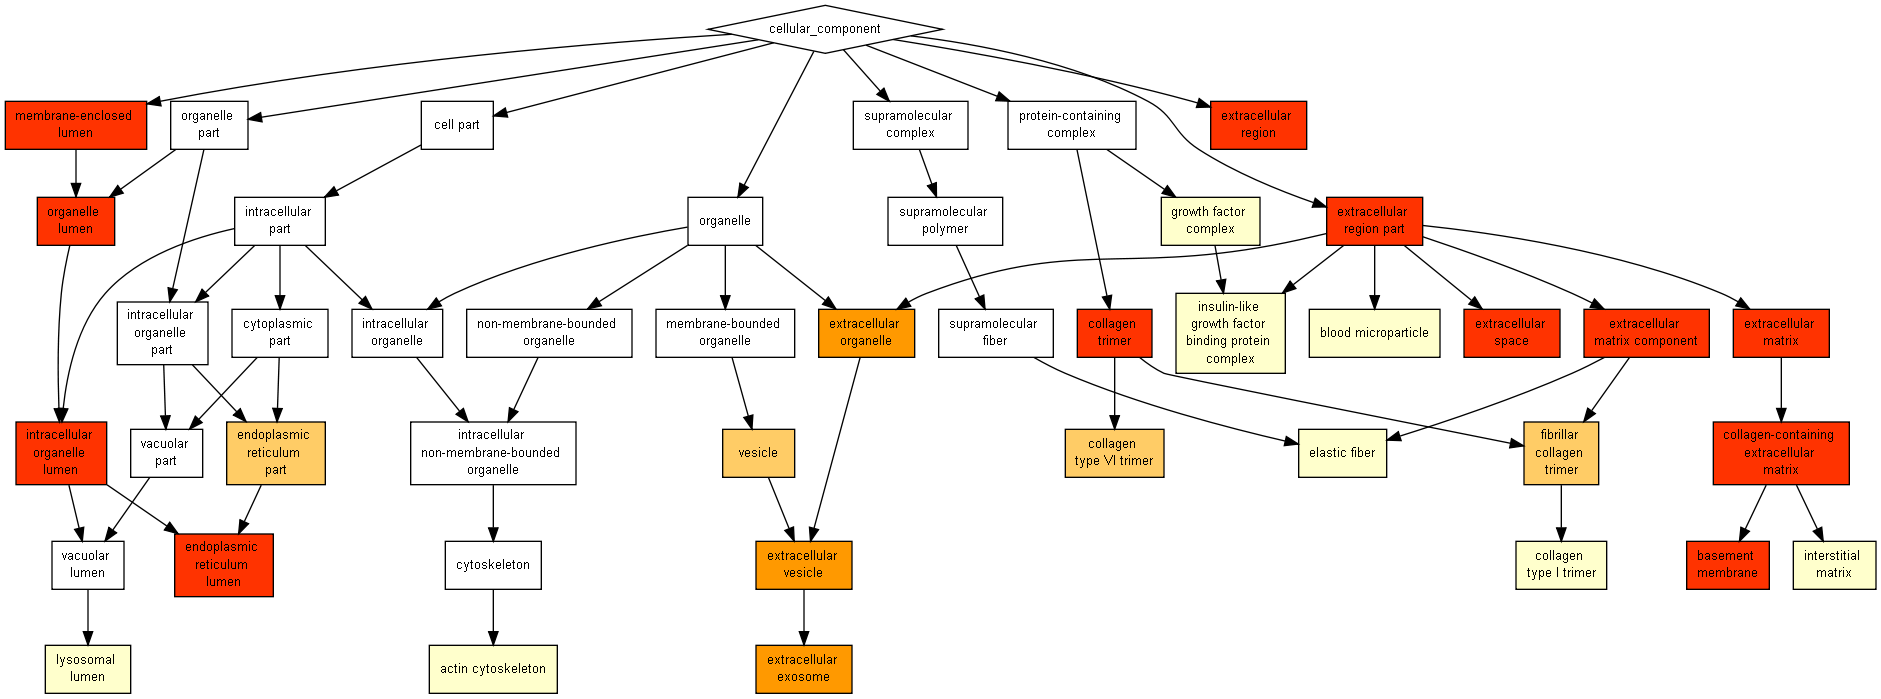 cellular_component
membrane-enclosed
lumen
organelle
part
cell part
supramolecular
complex
protein-containing
complex
extracellular
region
organelle
lumen
intracellular
part
organelle
supramolecular
polymer
growth factor
complex
extracellular
region part
intracellular
organelle
part
cytoplasmic
part
intracellular
organelle
non-membrane-bounded
organelle
membrane-bounded
organelle
extracellular
organelle
supramolecular
fiber
collagen
trimer
insulin-like
growth factor
binding protein
complex
blood microparticle
extracellular
space
extracellular
matrix component
extracellular
matrix
intracellular
organelle
lumen
vacuolar
part
endoplasmic
reticulum
part
intracellular
non-membrane-bounded
organelle
vesicle
collagen
type VI trimer
elastic fiber
fibrillar
collagen
trimer
collagen-containing
extracellular
matrix
vacuolar
lumen
endoplasmic
reticulum
lumen
cytoskeleton
extracellular
vesicle
collagen
type I trimer
basement
membrane
interstitial
matrix
lysosomal
lumen
actin cytoskeleton
extracellular
exosome